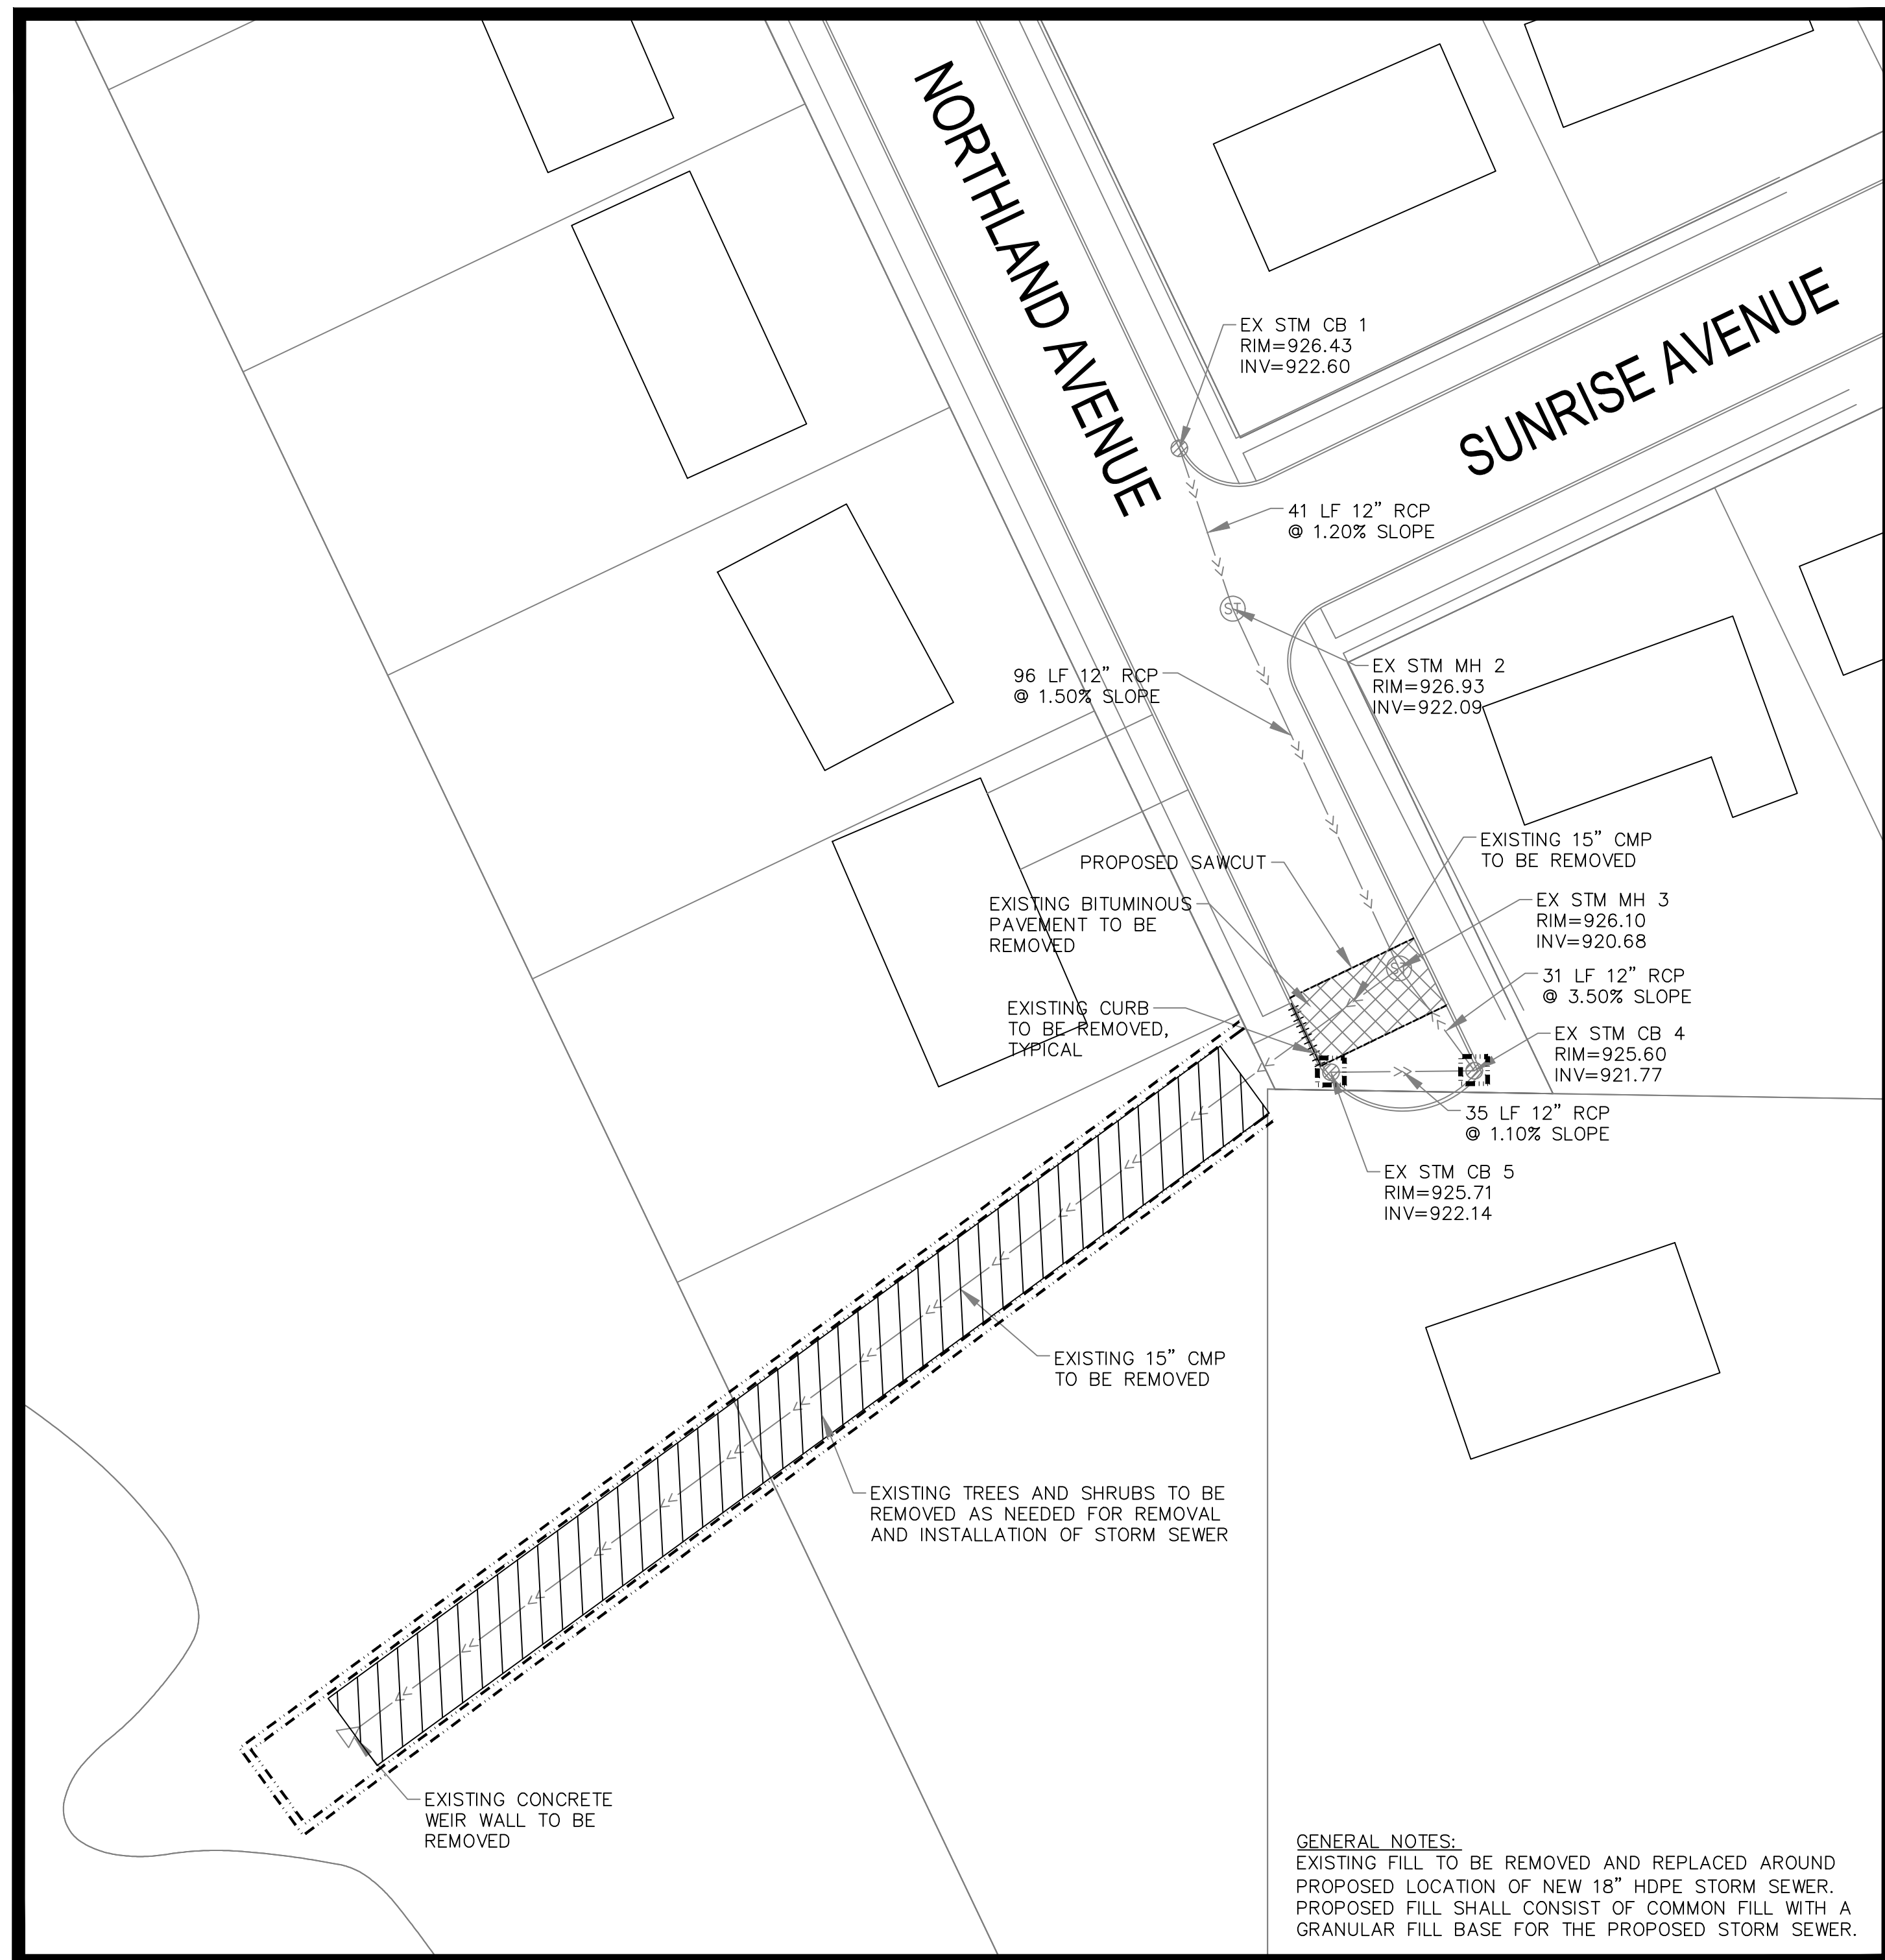 NORTHLAND AVENUE
SUNRISE AVENUE
EX STM CB 1
RIM=926.43
INV=922.60
41 LF 12" RCP
@ 1.20% SLOPE
ST
EX STM MH 2
RIM=926.93
INV=922.09
96 LF 12" RCP
@ 1.50% SLOPE
EXISTING 15" CMP
TO BE REMOVED
PROPOSED SAWCUT
EXISTING BITUMINOUS
PAVEMENT TO BE
REMOVED
EX STM MH 3
RIM=926.10
INV=920.68
ST
31 LF 12" RCP
@ 3.50% SLOPE
EXISTING CURB
TO BE REMOVED,
TYPICAL
EX STM CB 4
RIM=925.60
INV=921.77
35 LF 12" RCP
@ 1.10% SLOPE
EX STM CB 5
RIM=925.71
INV=922.14
EXISTING 15" CMP
TO BE REMOVED
EXISTING TREES AND SHRUBS TO BE
REMOVED AS NEEDED FOR REMOVAL
AND INSTALLATION OF STORM SEWER
EXISTING CONCRETE
WEIR WALL TO BE
REMOVED
GENERAL NOTES:
EXISTING FILL TO BE REMOVED AND REPLACED AROUND
PROPOSED LOCATION OF NEW 18" HDPE STORM SEWER.
PROPOSED FILL SHALL CONSIST OF COMMON FILL WITH A
GRANULAR FILL BASE FOR THE PROPOSED STORM SEWER.